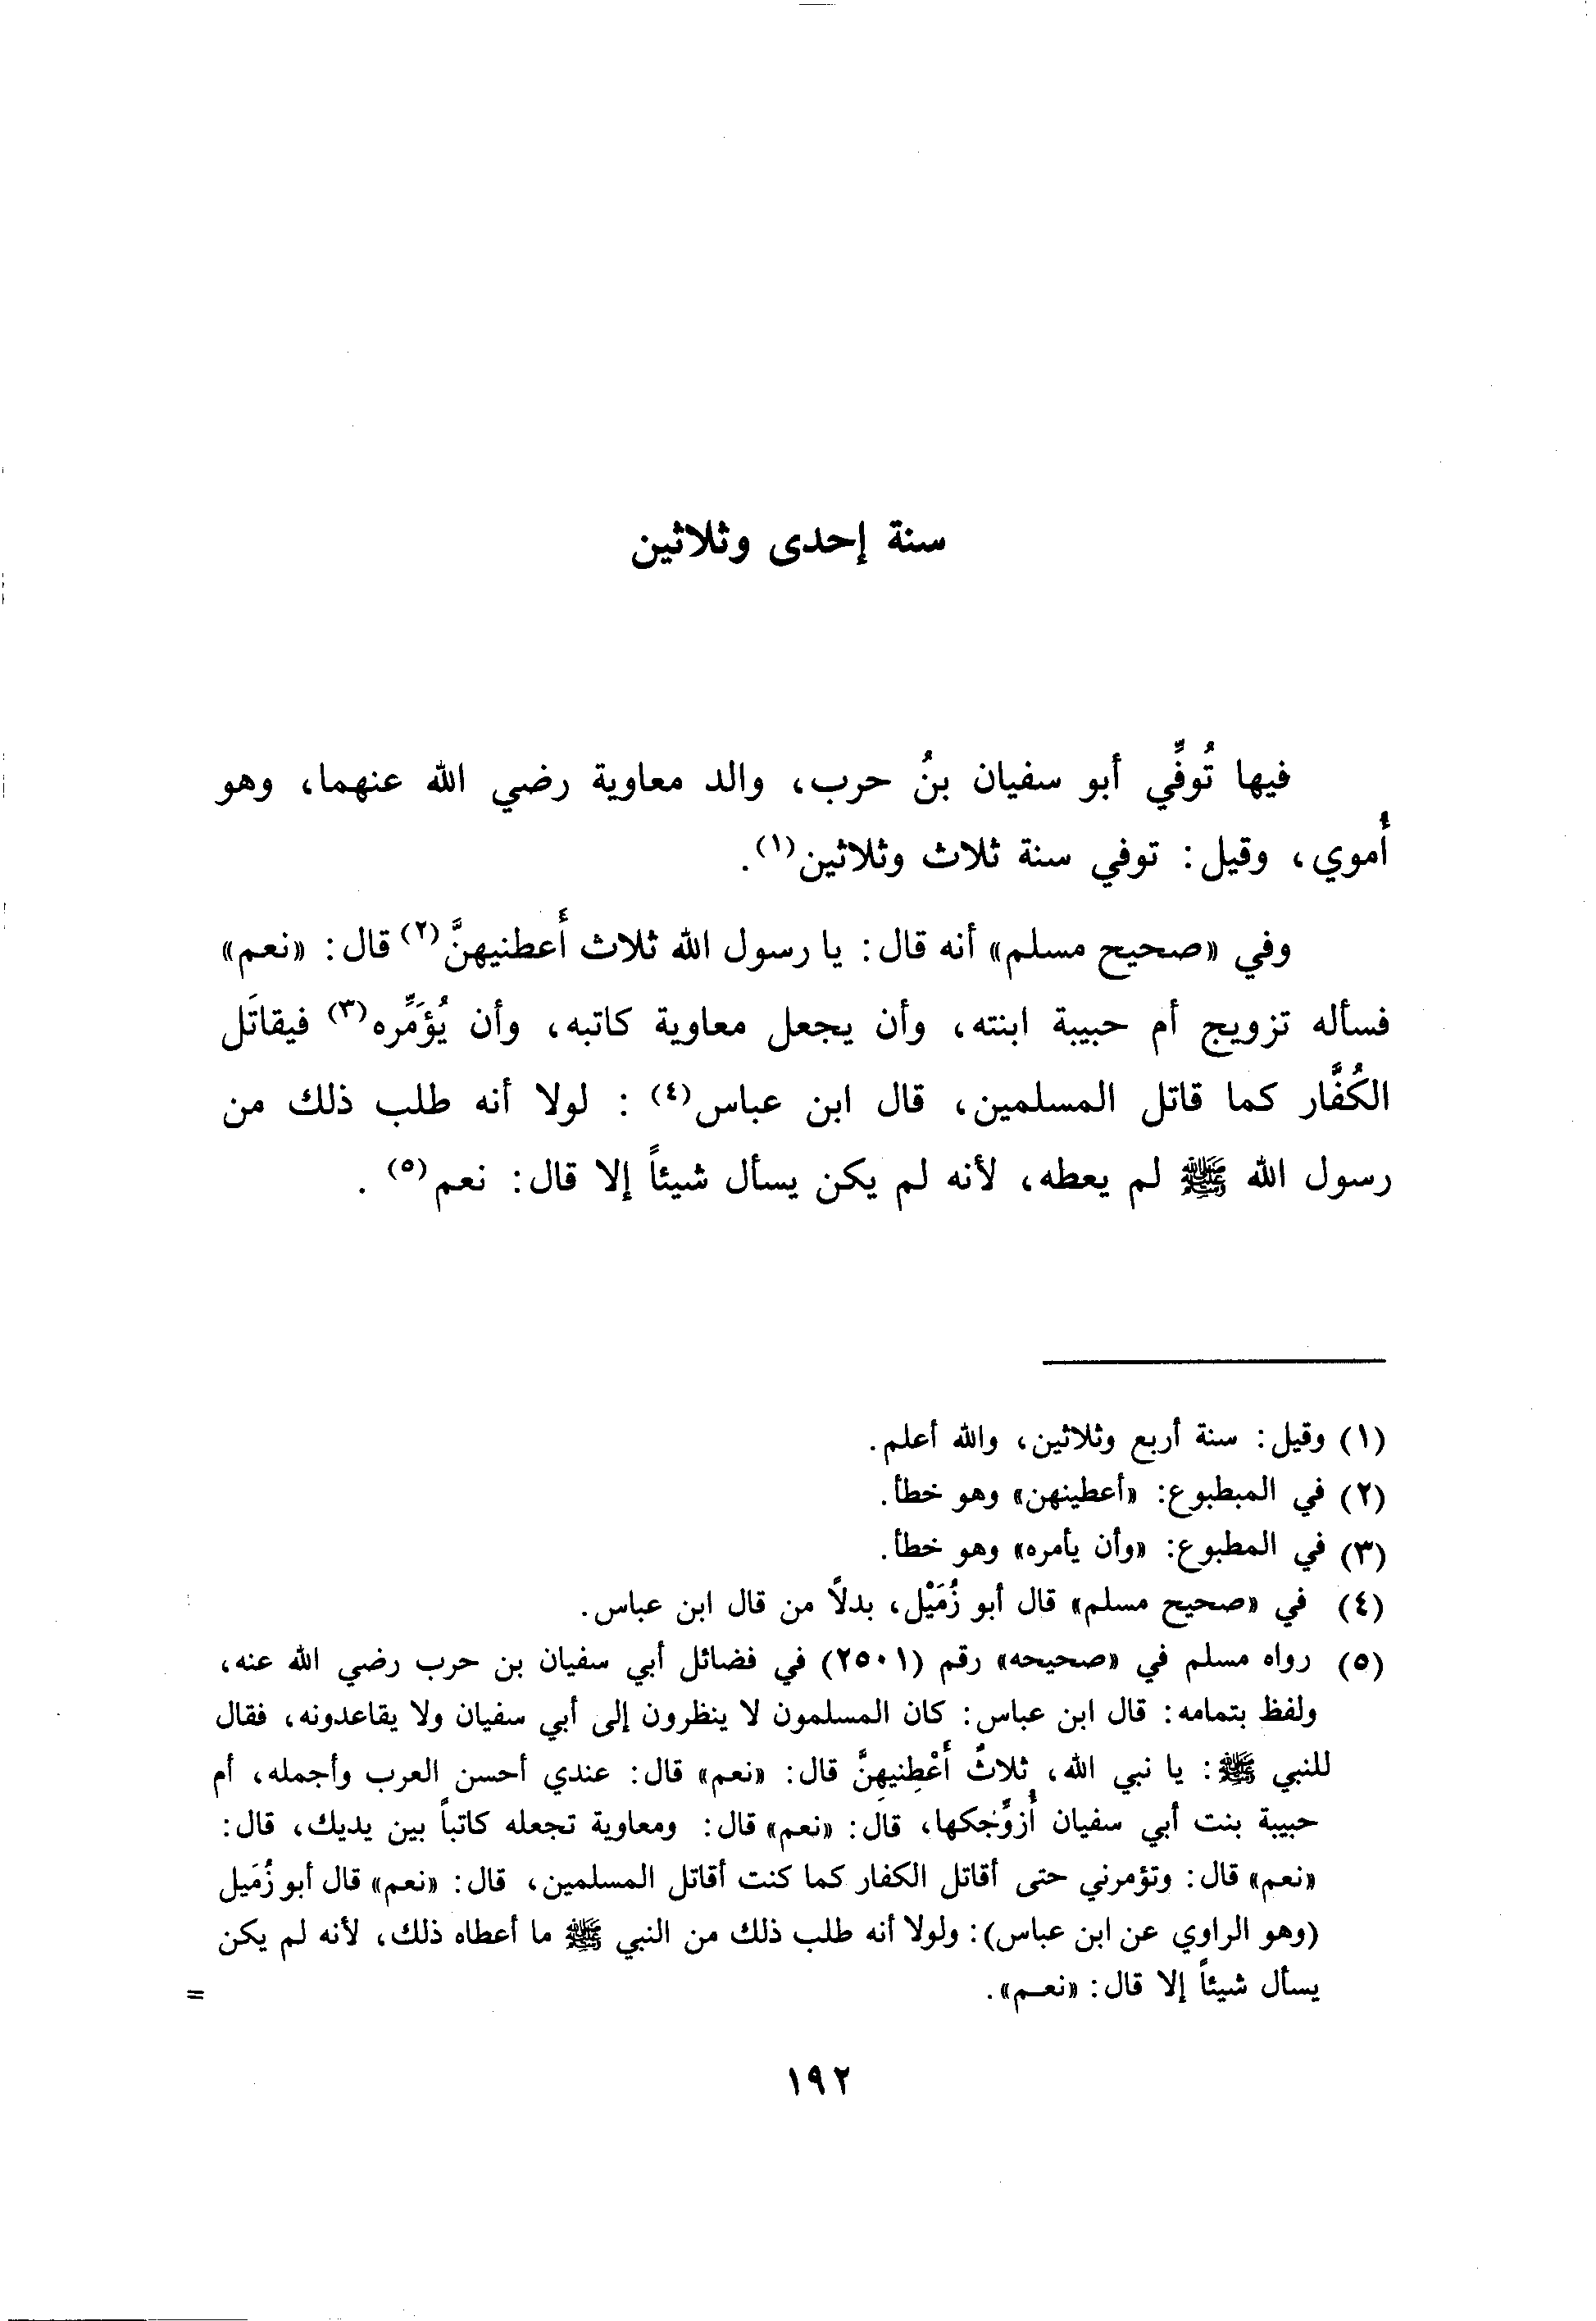 سنة إحدى وثلاثين
فيها تُوفِّي أبو سفيان بنُ حرب، والد معاوية رضي الله عنهما، وهو
أُموي، وقيل: توفي سنة ثلاث وثلاثين(١).
وفي «صحيح مسلم» أنه قال: يا رسول الله ثلاث أَعطنيهنَّ(٢) قال: «نعم»
فسأله تزويج أم حبيبة ابنته، وأن يجعل معاوية كاتبه، وأن يُؤَمِّره(٣) فيقاتَل
الكُفَّار كما قاتل المسلمين، قال ابن عباس(٤): لولا أنه طلب ذلك من
رسول الله ﷺ لم يعطه، لأنه لم يكن يسأل شيئاً إلا قال: نعم(٥).
(١) وقيل: سنة أربع وثلاثين، والله أعلم.
(٢) في المبطبوع: «أعطينهن» وهو خطأ.
(٣) في المطبوع: «وأن يأمره» وهو خطأ.
(٤) في «صحيح مسلم» قال أبو زُمَيْل، بدلاً من قال ابن عباس.
(٥) رواه مسلم في «صحيحه» رقم (٢٥٠١) في فضائل أبي سفيان بن حرب رضي الله عنه،
ولفظ بتمامه: قال ابن عباس: كان المسلمون لا ينظرون إلى أبي سفيان ولا يقاعدونه، فقال
للنبي ﷺ: يا نبي الله، ثلاثٌ أَعْطِنيهِنَّ قال: «نعم» قال: عندي أحسن العرب وأجمله، أم
حبيبة بنت أبي سفيان أُزوِّجكها، قال: «نعم» قال: ومعاوية تجعله كاتباً بين يديك، قال:
«نعم» قال: وتؤمرني حتى أقاتل الكفار كما كنت أقاتل المسلمين، قال: «نعم» قال أبو زُمَيل
(وهو الراوي عن ابن عباس): ولولا أنه طلب ذلك من النبي ﷺ ما أعطاه ذلك، لأنه لم يكن
يسأل شيئاً إلا قال: «نعـم». =
١٩٢